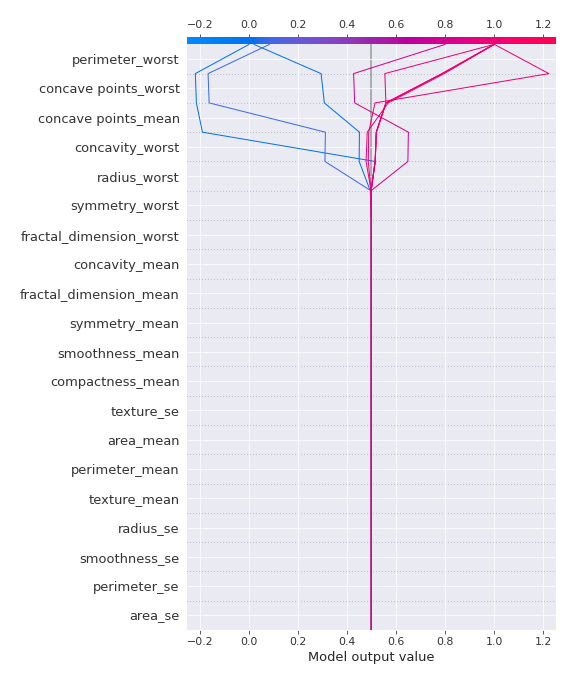 −0.2 0.0 0.2 0.4 0.6 0.8 1.0 1.2
perimeter_worst
concave points_worst
concave points_mean
concavity_worst
radius_worst
symmetry_worst
fractal_dimension_worst
concavity_mean
fractal_dimension_mean
symmetry_mean
smoothness_mean
compactness_mean
texture_se
area_mean
perimeter_mean
texture_mean
radius_se
smoothness_se
perimeter_se
area_se
−0.2 0.0 0.2 0.4 0.6 0.8 1.0 1.2
Model output value